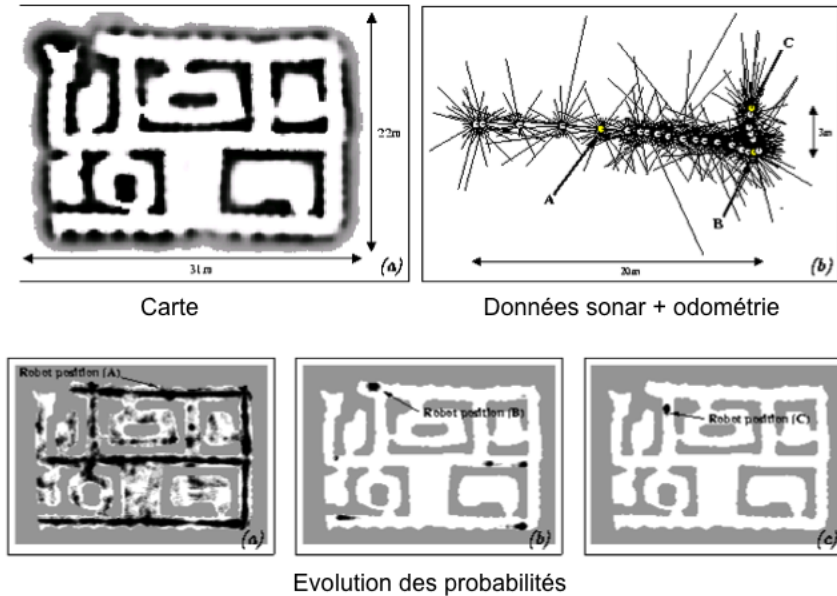 22m
31m
(a)
Carte
C
3m
A
B
20m
(b)
Données sonar + odométrie
Robot position (A)
(a)
Robot position (B)
(b)
Robot position (C)
(c)
Evolution des probabilités